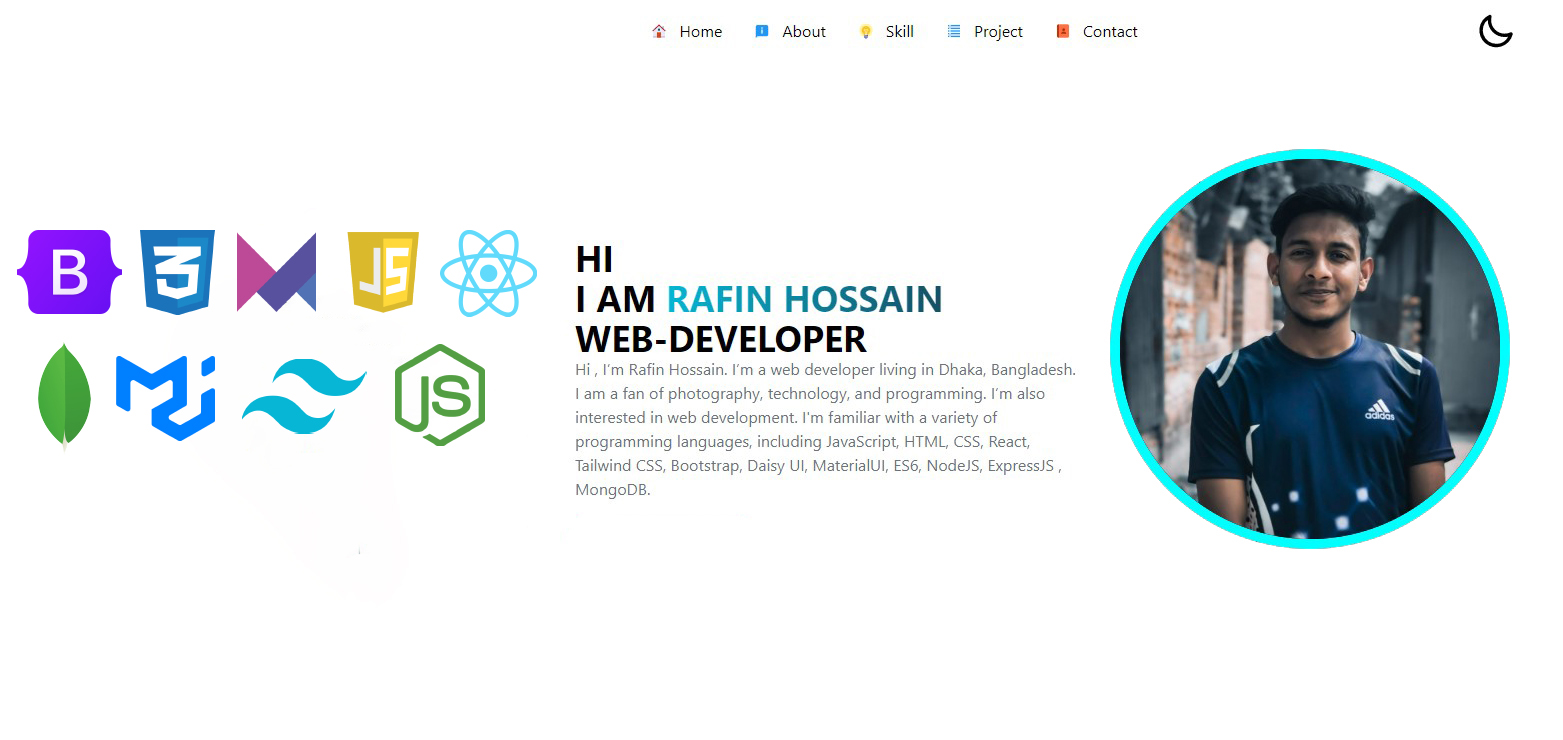 Home About Skill Project Contact
B 3 JS
JS
HI
I AM RAFIN HOSSAIN
WEB-DEVELOPER
Hi , I’m Rafin Hossain. I’m a web developer living in Dhaka, Bangladesh.
I am a fan of photography, technology, and programming. I’m also
interested in web development. I'm familiar with a variety of
programming languages, including JavaScript, HTML, CSS, React,
Tailwind CSS, Bootstrap, Daisy UI, MaterialUI, ES6, NodeJS, ExpressJS ,
MongoDB.
adidas